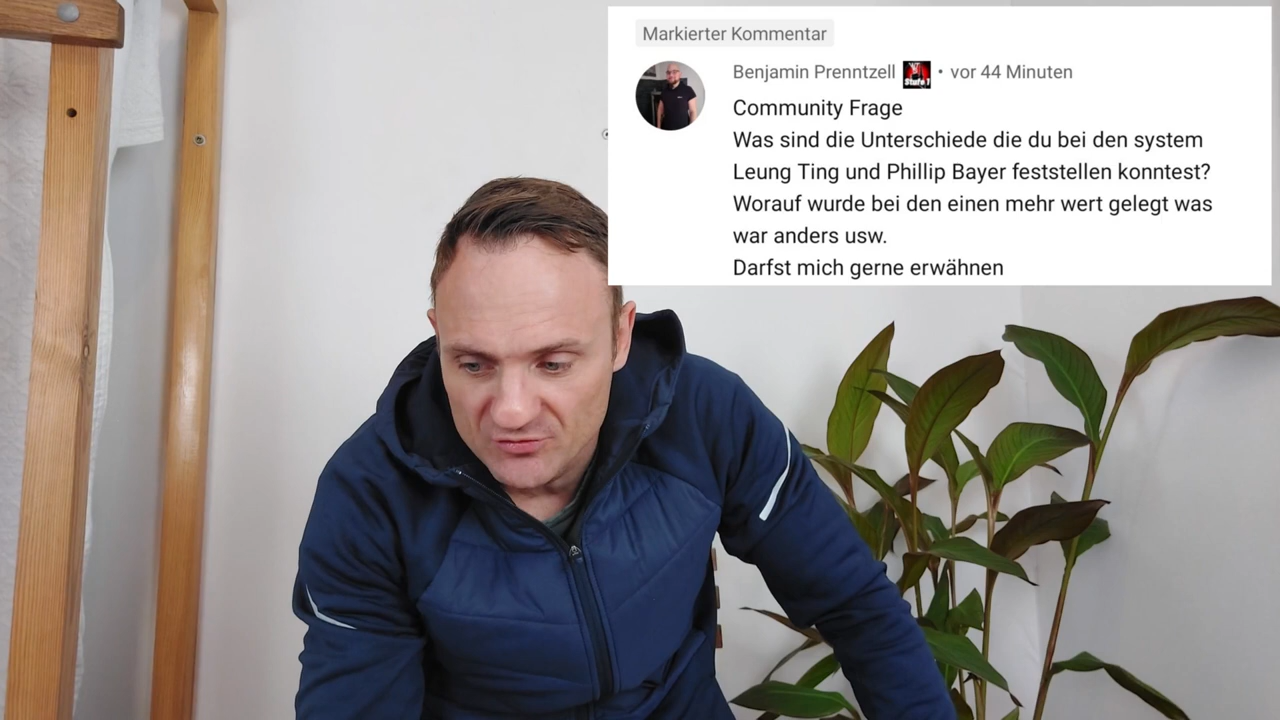 Markierter Kommentar
Benjamin Prenntzell Stufe 1 • vor 44 Minuten
Community Frage
Was sind die Unterschiede die du bei den system
Leung Ting und Phillip Bayer feststellen konntest?
Worauf wurde bei den einen mehr wert gelegt was
war anders usw.
Darfst mich gerne erwähnen